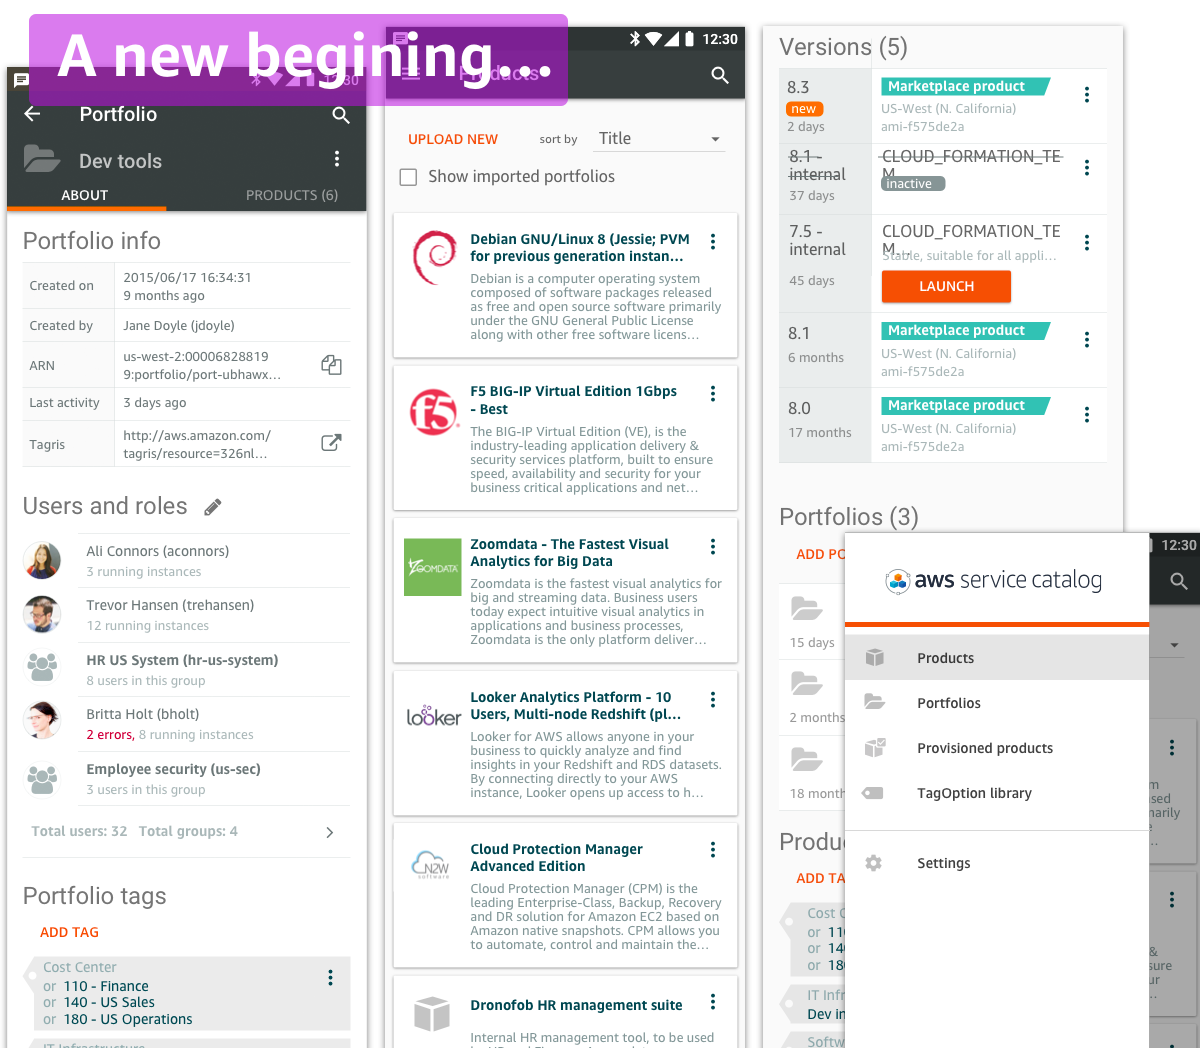 A new begining...
12:30
Portfolio
Dev tools
ABOUT
PRODUCTS (6)
Portfolio info
Created on
2015/06/17 16:34:31
9 months ago
Created by
Jane Doyle (jdoyle)
ARN
us-west-2:00006828819
9:portfolio/port-ubhawx...
Last activity
3 days ago
Tagris
http://aws.amazon.com/
tagris/resource=326nl...
Users and roles
Ali Connors (aconnors)
3 running instances
Trevor Hansen (trehansen)
12 running instances
HR US System (hr-us-system)
8 users in this group
Britta Holt (bholt)
2 errors, 8 running instances
Employee security (us-sec)
3 users in this group
Total users: 32 Total groups: 4
Portfolio tags
ADD TAG
Cost Center
or 110 - Finance
or 140 - US Sales
or 180 - US Operations
IT Infrastructure
12:30
Products
UPLOAD NEW
sort by
Title
Show imported portfolios
Debian GNU/Linux 8 (Jessie; PVM
for previous generation instan...
Debian is a computer operating system
composed of software packages released
as free and open source software primarily
under the GNU General Public License
along with other free software licens...
F5 BIG-IP Virtual Edition 1Gbps
- Best
The BIG-IP Virtual Edition (VE), is the
industry-leading application delivery &
security services platform, built to ensure
speed, availability and security for your
business critical applications and net...
f5
Zoomdata - The Fastest Visual
Analytics for Big Data
Zoomdata is the fastest visual analytics for
big and streaming data. Business users
today expect intuitive visual analytics in
applications and business processes,
Zoomdata is the only platform deliver...
ZOOMDATA
Looker Analytics Platform - 10
Users, Multi-node Redshift (pl...
Looker for AWS allows anyone in your
business to quickly analyze and find
insights in your Redshift and RDS datasets.
By connecting directly to your AWS
instance, Looker opens up access to h...
looker
Cloud Protection Manager
Advanced Edition
Cloud Protection Manager (CPM) is the
leading Enterprise-Class, Backup, Recovery
and DR solution for Amazon EC2 based on
Amazon native snapshots. CPM allows you
to automate, control and maintain the...
N2W
software
Dronofob HR management suite
Internal HR management tool, to be used
Versions (5)
8.3
new
2 days
Marketplace product
US-West (N. California)
ami-f575de2a
8.1 -
internal
37 days
CLOUD_FORMATION_TE
M...
inactive
7.5 -
internal
45 days
CLOUD_FORMATION_TE
M...
Stable, suitable for all appli...
LAUNCH
8.1
6 months
Marketplace product
US-West (N. California)
ami-f575de2a
8.0
17 months
Marketplace product
US-West (N. California)
ami-f575de2a
Portfolios (3)
ADD PO
15 days
2 months
18 month
Produ
ADD TA
Cost C
or 110
or 140
or 180
IT Infr
Dev in
Softw
12:30
aws service catalog
Products
Portfolios
Provisioned products
TagOption library
Settings